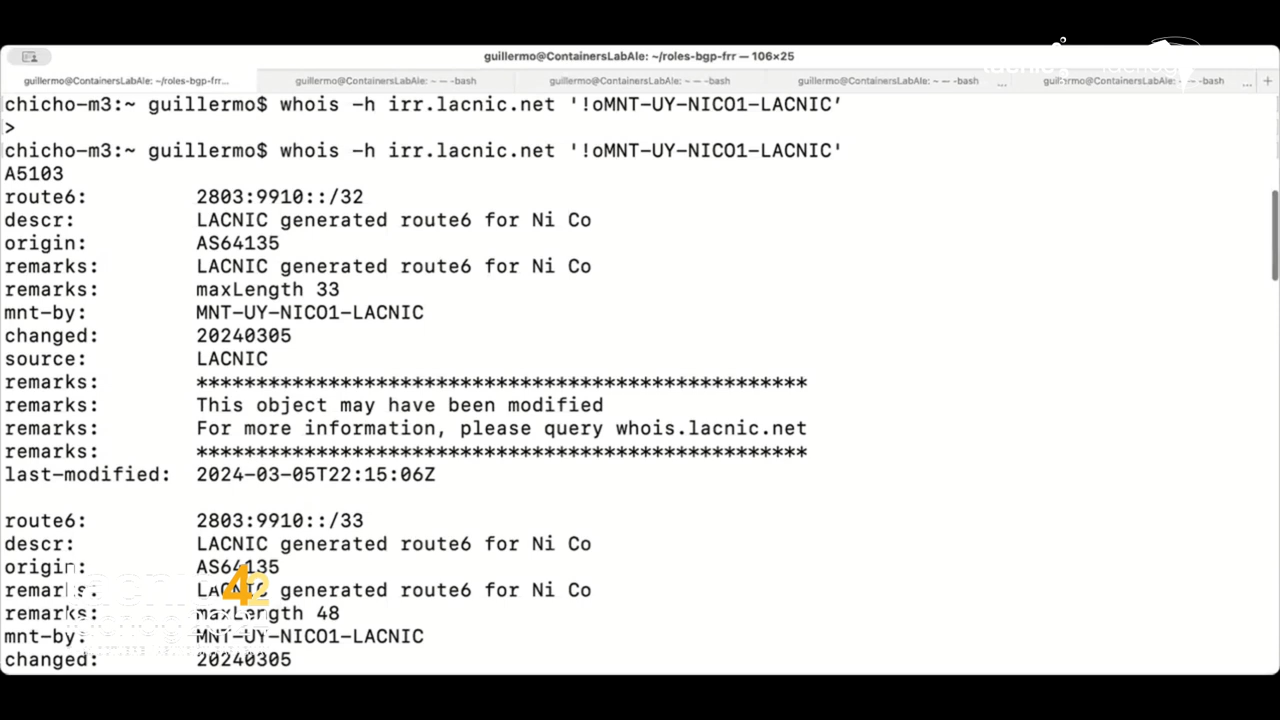 guillermo@ContainersLabAle: ~/roles-bgp-frr — 106×25
guillermo@ContainersLabAle: ~/roles-bgp-frr... guillermo@ContainersLabAle: ~ — -bash guillermo@ContainersLabAle: ~ — -bash guillermo@ContainersLabAle: ~ — -bash ... guillermo@ContainersLabAle: ~ — -bash ... +
chicho-m3:~ guillermo$ whois -h irr.lacnic.net '!oMNT-UY-NICO1-LACNIC’
>
chicho-m3:~ guillermo$ whois -h irr.lacnic.net '!oMNT-UY-NICO1-LACNIC'
A5103
route6: 2803:9910::/32
descr: LACNIC generated route6 for Ni Co
origin: AS64135
remarks: LACNIC generated route6 for Ni Co
remarks: maxLength 33
mnt-by: MNT-UY-NICO1-LACNIC
changed: 20240305
source: LACNIC
remarks: ***************************************************
remarks: This object may have been modified
remarks: For more information, please query whois.lacnic.net
remarks: ***************************************************
last-modified: 2024-03-05T22:15:06Z
route6: 2803:9910::/33
descr: LACNIC generated route6 for Ni Co
origin: AS64135
remarks: LACNIC generated route6 for Ni Co
remarks: maxLength 48
mnt-by: MNT-UY-NICO1-LACNIC
changed: 20240305
42